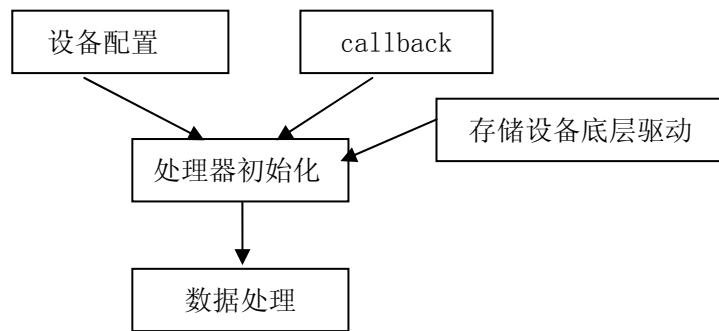 设备配置
callback
存储设备底层驱动
处理器初始化
数据处理